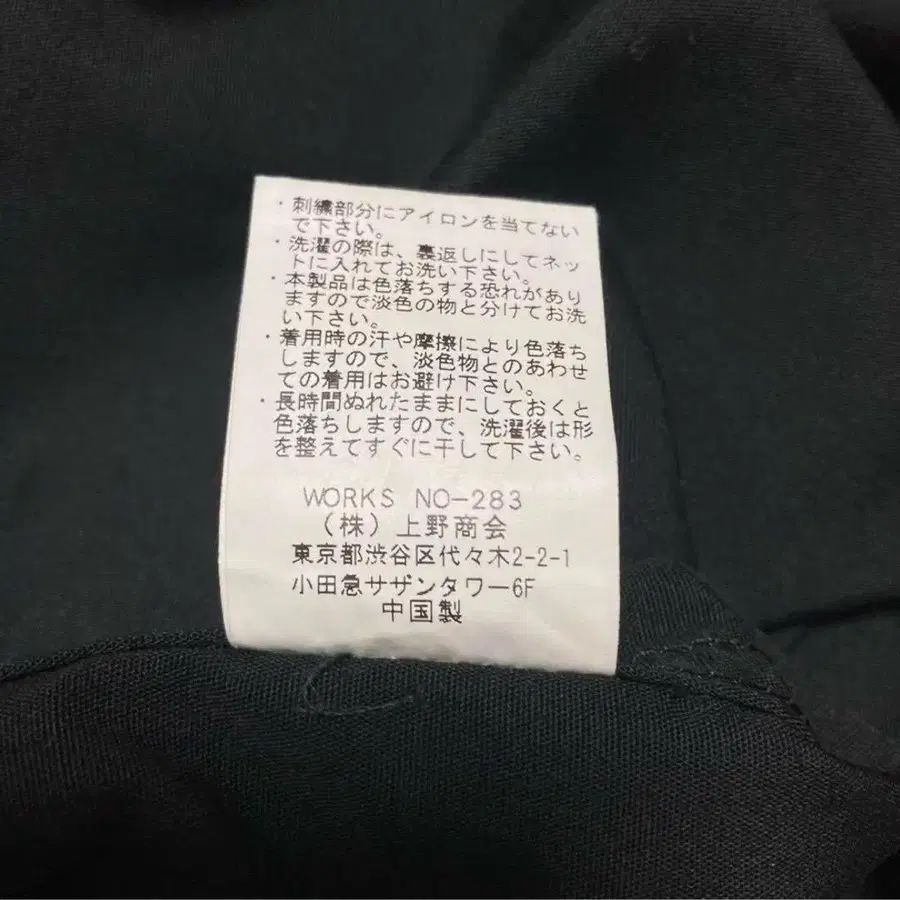 ・刺繍部分にアイロンを当てない
で下さい。
・洗濯の際は、裏返しにしてネッ
トに入れてお洗い下さい。
・本製品は色落ちする恐れがあり
ますので淡色の物と分けてお洗
い下さい。
・着用時の汗や摩擦により色落ち
しますので、淡色物とのあわせ
ての着用はお避け下さい。
・長時間ぬれたままにしておくと
色落ちしますので、洗濯後は形
を整えてすぐに干して下さい。
WORKS NO-283
(株)上野商会
東京都渋谷区代々木2-2-1
小田急サザンタワー6F
中国製